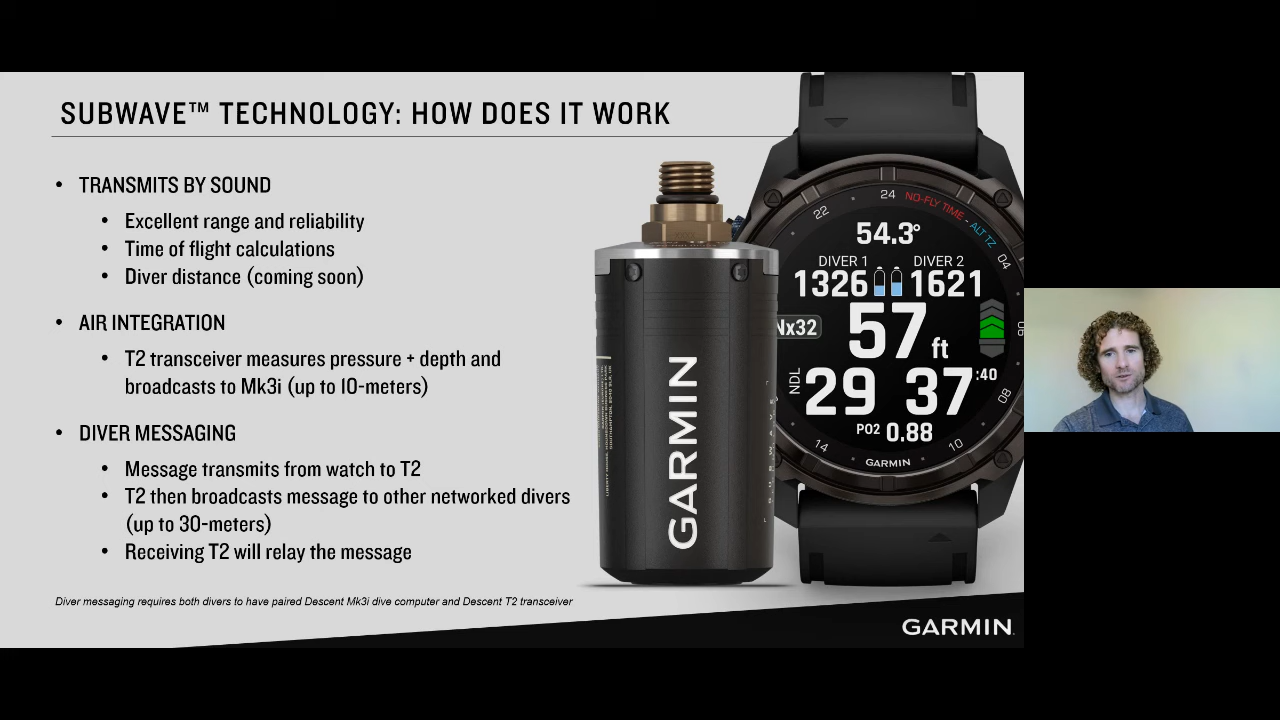 SUBWAVE™ TECHNOLOGY: HOW DOES IT WORK
• TRANSMITS BY SOUND
• Excellent range and reliability
• Time of flight calculations
• Diver distance (coming soon)
• AIR INTEGRATION
• T2 transceiver measures pressure + depth and
broadcasts to Mk3i (up to 10-meters)
• DIVER MESSAGING
• Message transmits from watch to T2
• T2 then broadcasts message to other networked divers
(up to 30-meters)
• Receiving T2 will relay the message
Diver messaging requires both divers to have paired Descent Mk3i dive computer and Descent T2 transceiver
GARMIN
22 24 NO-FLY TIME - ALT TZ 04
54.3°
DIVER 1 DIVER 2
1326 1621
Nx32 57 ft 06
NDL 29 37:40
08
PO2 0.88
14 10
GARMIN
GARMIN